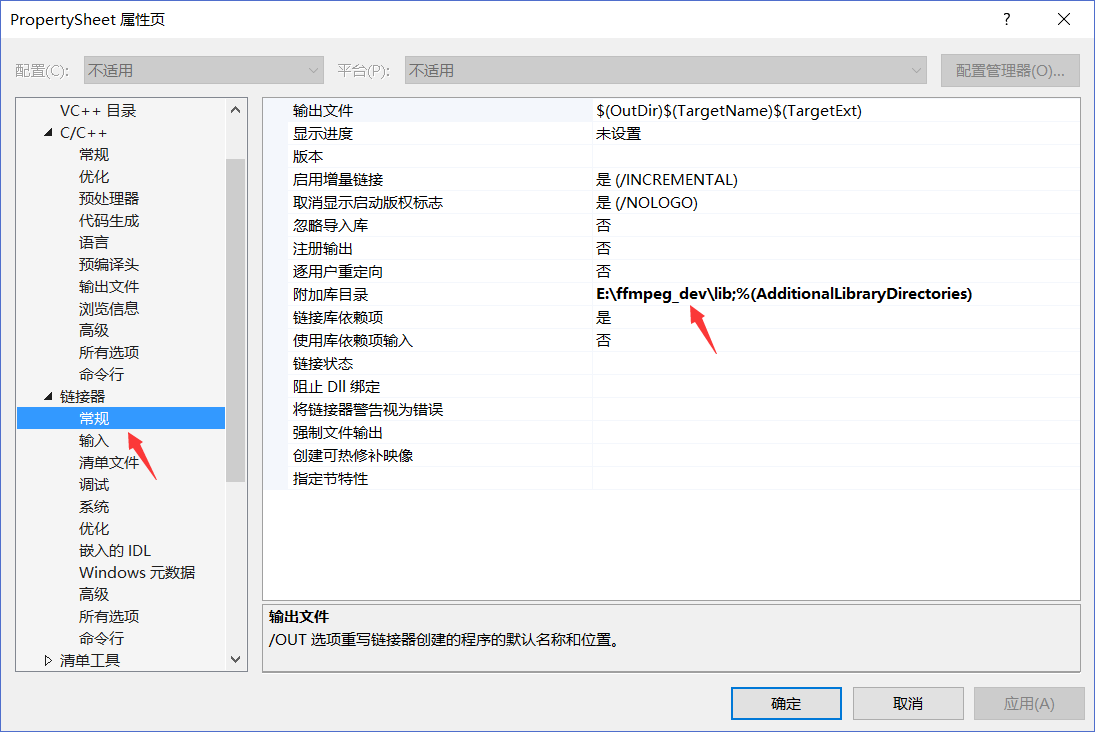 PropertySheet 属性页
?
配置(C): 不适用 平台(P): 不适用 配置管理器(O)...
VC++ 目录
C/C++
常规
优化
预处理器
代码生成
语言
预编译头
输出文件
浏览信息
高级
所有选项
命令行
链接器
常规
输入
清单文件
调试
系统
优化
嵌入的 IDL
Windows 元数据
高级
所有选项
命令行
清单工具
输出文件 $(OutDir)$(TargetName)$(TargetExt)
显示进度 未设置
版本
启用增量链接 是 (/INCREMENTAL)
取消显示启动版权标志 是 (/NOLOGO)
忽略导入库 否
注册输出 否
逐用户重定向 否
附加库目录 E:\ffmpeg_dev\lib;%(AdditionalLibraryDirectories)
链接库依赖项 是
使用库依赖项输入 否
链接状态
阻止 Dll 绑定
将链接器警告视为错误
强制文件输出
创建可热修补映像
指定节特性
输出文件
/OUT 选项重写链接器创建的程序的默认名称和位置。
确定 取消 应用(A)